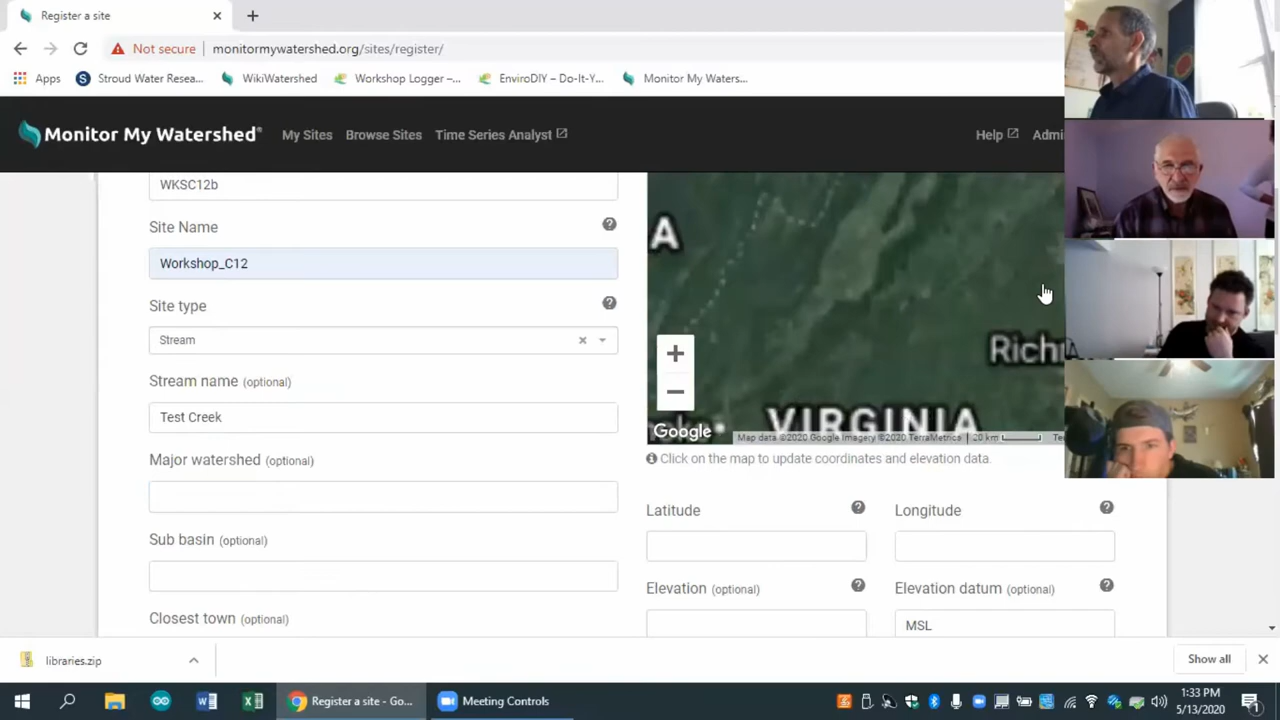 Register a site
Not secure
monitormywatershed.org/sites/register/
Apps
Stroud Water Resea...
WikiWatershed
Workshop Logger –...
EnviroDIY – Do-It-Y...
Monitor My Waters...
Monitor My Watershed®
My Sites
Browse Sites
Time Series Analyst
Help
Admi
WKSC12b
Site Name
Workshop_C12
Site type
Stream
Stream name (optional)
Test Creek
Major watershed (optional)
Sub basin (optional)
Closest town (optional)
A
Rich
VIRGINIA
Google
Map data ©2020 Google Imagery ©2020 TerraMetrics
20 km
Te
Click on the map to update coordinates and elevation data.
Latitude
Longitude
Elevation (optional)
Elevation datum (optional)
MSL
libraries.zip
Show all
Register a site - Go...
Meeting Controls
1:33 PM
5/13/2020